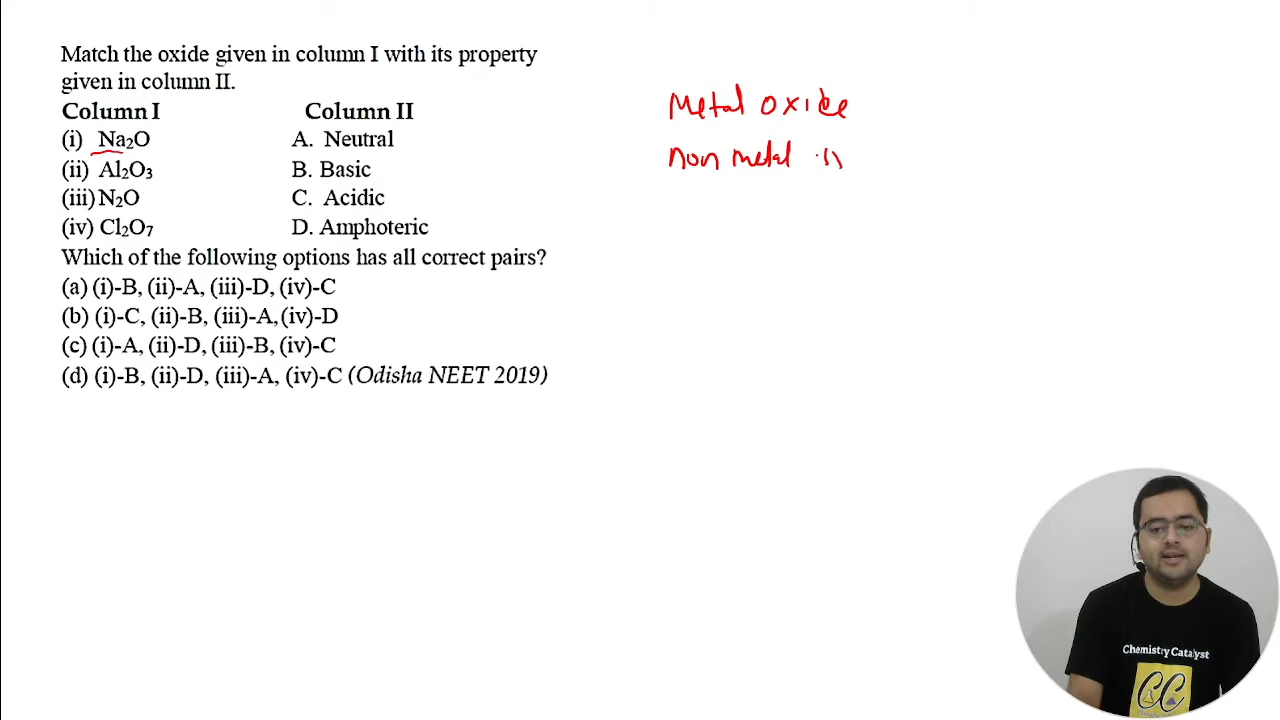 Match the oxide given in column I with its property
given in column II.
Column I Column II
(i) Na₂O A. Neutral
(ii) Al₂O₃ B. Basic
(iii) N₂O C. Acidic
(iv) Cl₂O₇ D. Amphoteric
Which of the following options has all correct pairs?
(a) (i)-B, (ii)-A, (iii)-D, (iv)-C
(b) (i)-C, (ii)-B, (iii)-A, (iv)-D
(c) (i)-A, (ii)-D, (iii)-B, (iv)-C
(d) (i)-B, (ii)-D, (iii)-A, (iv)-C (Odisha NEET 2019)
Metal oxide
non metal "
Chemistry Catalyst
CC